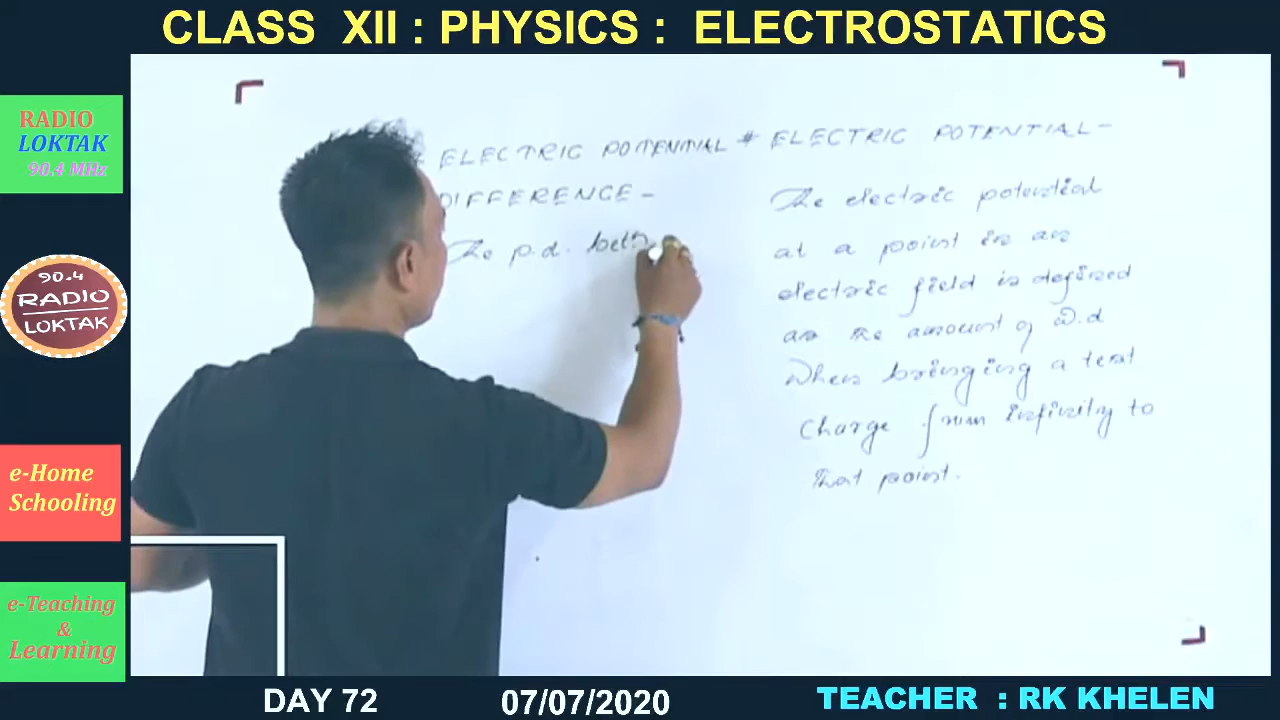 CLASS XII : PHYSICS : ELECTROSTATICS
RADIO
LOKTAK
90.4 MHz
90.4
RADIO
LOKTAK
e-Home
Schooling
e-Teaching
&
Learning
ELECTRIC POTENTIAL
DIFFERENCE -
The p.d. bet
# ELECTRIC POTENTIAL -
The electric potential
at a point in an
electric field is defined
as the amount of W.d
when bringing a test
charge from infinity to
that point.
DAY 72
07/07/2020
TEACHER : RK KHELEN